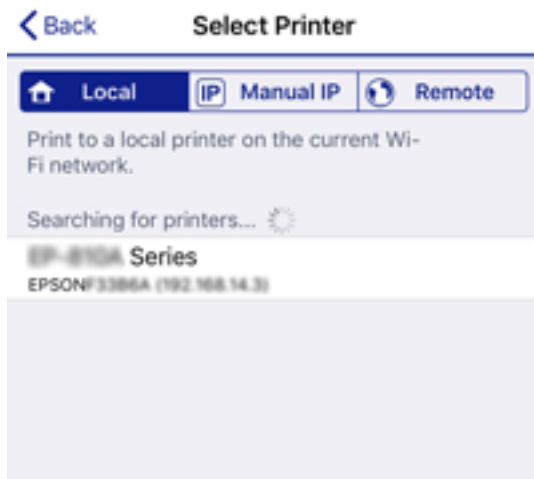 Back Select Printer
Local IP Manual IP Remote
Print to a local printer on the current Wi-
Fi network.
Searching for printers...
Series
EPSON